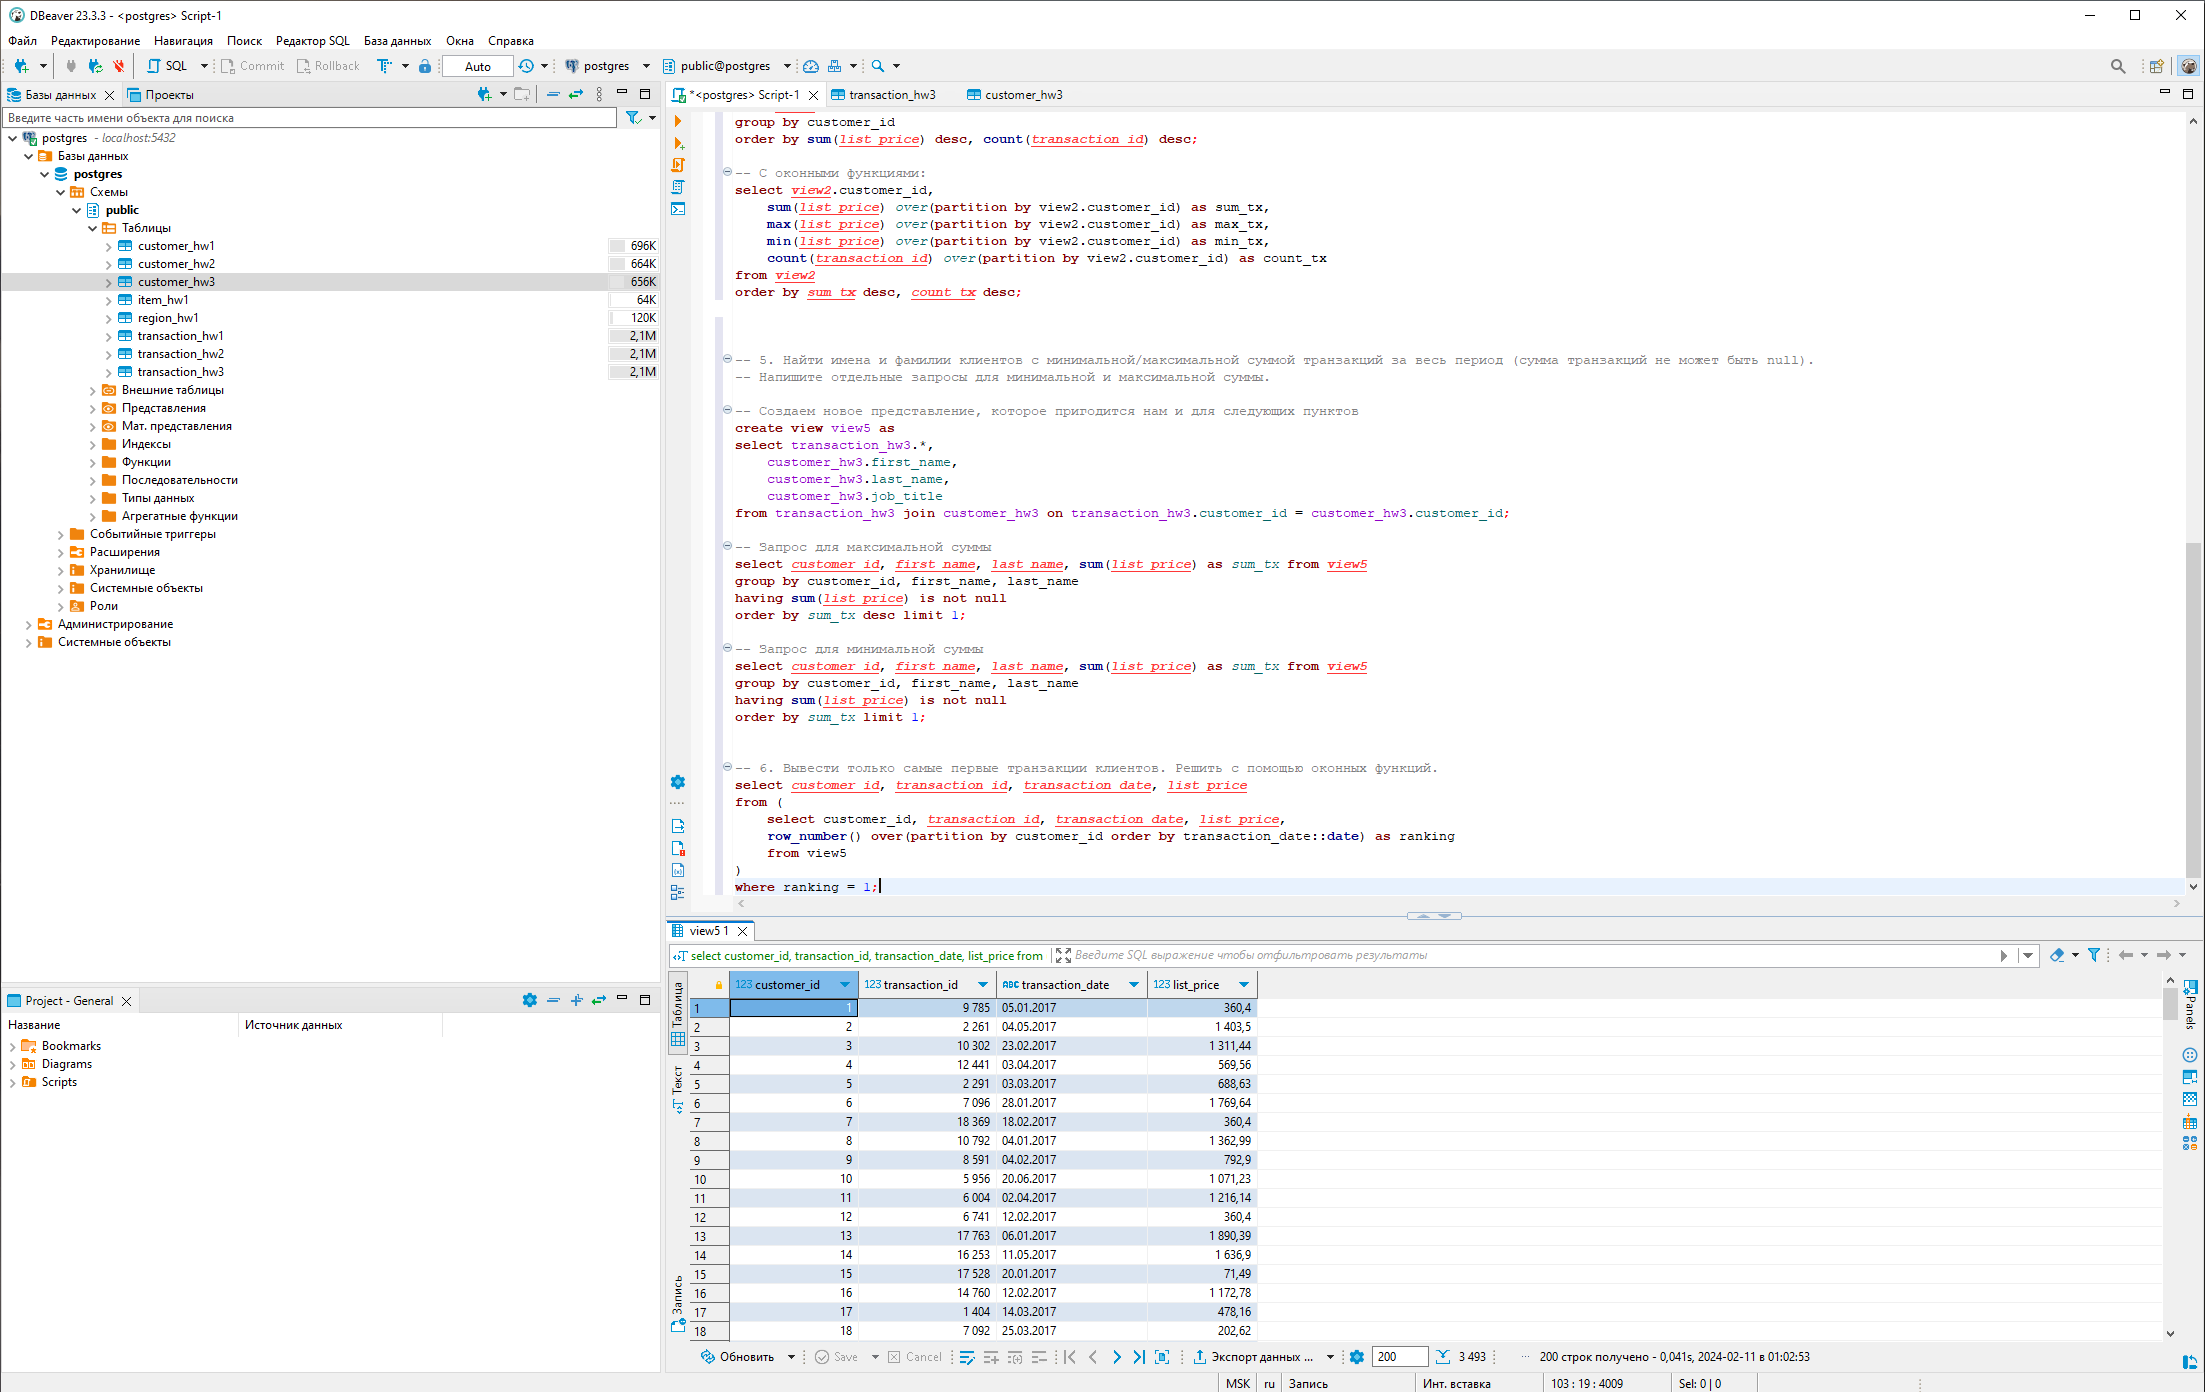 DBeaver 23.3.3 - <postgres> Script-1
Файл Редактирование Навигация Поиск Редактор SQL База данных Окна Справка
SQL Commit Rollback Auto postgres public@postgres
Базы данных Проекты
Введите часть имени объекта для поиска
postgres - localhost:5432
Базы данных
postgres
Схемы
public
Таблицы
customer_hw1 696K
customer_hw2 664K
customer_hw3 656K
item_hw1 64K
region_hw1 120K
transaction_hw1 2,1M
transaction_hw2 2,1M
transaction_hw3 2,1M
Внешние таблицы
Представления
Мат. представления
Индексы
Функции
Последовательности
Типы данных
Агрегатные функции
Событийные триггеры
Расширения
Хранилище
Системные объекты
Роли
Администрирование
Системные объекты
Project - General
Название Источник данных
Bookmarks
Diagrams
Scripts
*<postgres> Script-1 transaction_hw3 customer_hw3
group by customer_id
order by sum(list_price) desc, count(transaction_id) desc;
-- С оконными функциями:
select view2.customer_id,
sum(list_price) over(partition by view2.customer_id) as sum_tx,
max(list_price) over(partition by view2.customer_id) as max_tx,
min(list_price) over(partition by view2.customer_id) as min_tx,
count(transaction_id) over(partition by view2.customer_id) as count_tx
from view2
order by sum_tx desc, count_tx desc;
-- 5. Найти имена и фамилии клиентов с минимальной/максимальной суммой транзакций за весь период (сумма транзакций не может быть null).
-- Напишите отдельные запросы для минимальной и максимальной суммы.
-- Создаем новое представление, которое пригодится нам и для следующих пунктов
create view view5 as
select transaction_hw3.*,
customer_hw3.first_name,
customer_hw3.last_name,
customer_hw3.job_title
from transaction_hw3 join customer_hw3 on transaction_hw3.customer_id = customer_hw3.customer_id;
-- Запрос для максимальной суммы
select customer_id, first_name, last_name, sum(list_price) as sum_tx from view5
group by customer_id, first_name, last_name
having sum(list_price) is not null
order by sum_tx desc limit 1;
-- Запрос для минимальной суммы
select customer_id, first_name, last_name, sum(list_price) as sum_tx from view5
group by customer_id, first_name, last_name
having sum(list_price) is not null
order by sum_tx limit 1;
-- 6. Вывести только самые первые транзакции клиентов. Решить с помощью оконных функций.
select customer_id, transaction_id, transaction_date, list_price
from (
select customer_id, transaction_id, transaction_date, list_price,
row_number() over(partition by customer_id order by transaction_date::date) as ranking
from view5
)
where ranking = 1;
view5 1
select customer_id, transaction_id, transaction_date, list_price from Введите SQL выражение чтобы отфильтровать результаты
Таблица
Текст
Запись
Panels
123 customer_id 123 transaction_id ABC transaction_date 123 list_price
1 1 9 785 05.01.2017 360,4
2 2 2 261 04.05.2017 1 403,5
3 3 10 302 23.02.2017 1 311,44
4 4 12 441 03.04.2017 569,56
5 5 2 291 03.03.2017 688,63
6 6 7 096 28.01.2017 1 769,64
7 7 18 369 18.02.2017 360,4
8 8 10 792 04.01.2017 1 362,99
9 9 8 591 04.02.2017 792,9
10 10 5 956 20.06.2017 1 071,23
11 11 6 004 02.04.2017 1 216,14
12 12 6 741 12.02.2017 360,4
13 13 17 763 06.01.2017 1 890,39
14 14 16 253 11.05.2017 1 636,9
15 15 17 528 20.01.2017 71,49
16 16 14 760 12.02.2017 1 172,78
17 17 1 404 14.03.2017 478,16
18 18 7 092 25.03.2017 202,62
Обновить Save Cancel Экспорт данных ... 200 3 493 200 строк получено - 0,041s, 2024-02-11 в 01:02:53
MSK ru Запись Инт. вставка 103 : 19 : 4009 Sel: 0 | 0